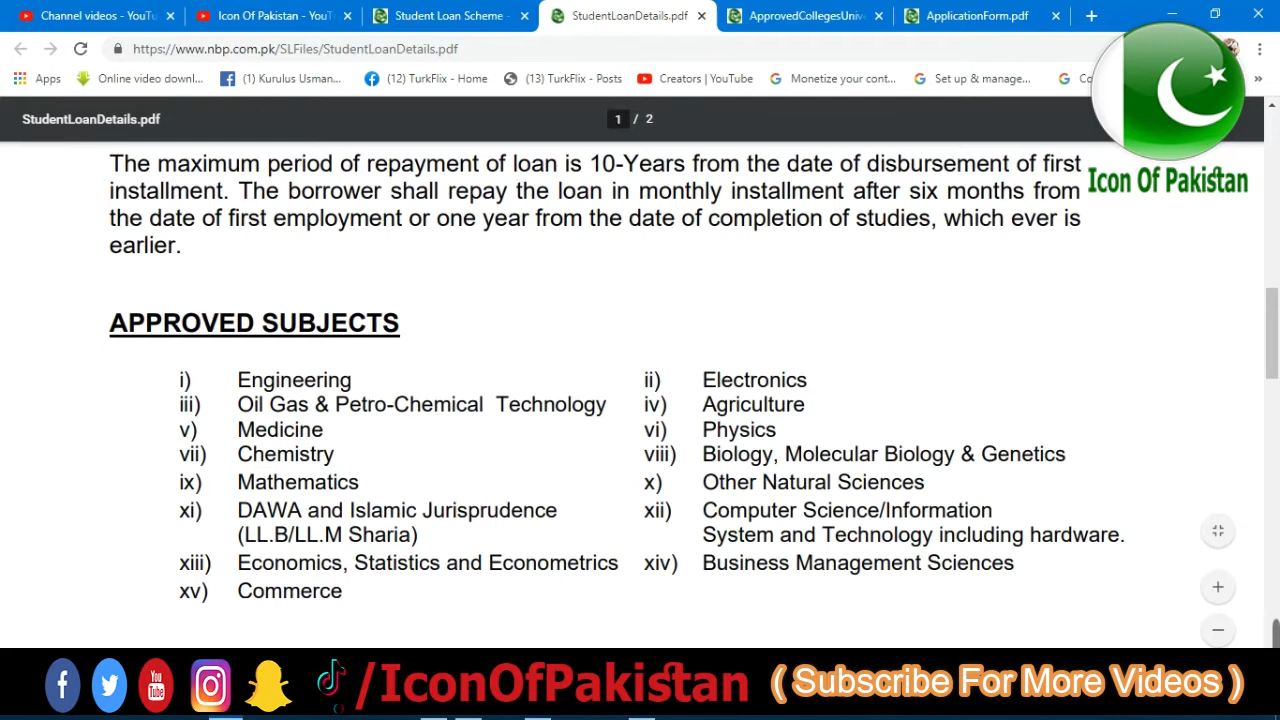 Channel videos - YouTu
Icon Of Pakistan - YouT
Student Loan Scheme -
StudentLoanDetails.pdf
ApprovedCollegesUniv
ApplicationForm.pdf
https://www.nbp.com.pk/SLFiles/StudentLoanDetails.pdf
Apps
Online video downl...
(1) Kurulus Usman...
(12) TurkFlix - Home
(13) TurkFlix - Posts
Creators | YouTube
Monetize your cont...
Set up & manage...
StudentLoanDetails.pdf
1 / 2
Icon Of Pakistan
The maximum period of repayment of loan is 10-Years from the date of disbursement of first
installment. The borrower shall repay the loan in monthly installment after six months from
the date of first employment or one year from the date of completion of studies, which ever is
earlier.
APPROVED SUBJECTS
i) Engineering ii) Electronics
iii) Oil Gas & Petro-Chemical Technology iv) Agriculture
v) Medicine vi) Physics
vii) Chemistry viii) Biology, Molecular Biology & Genetics
ix) Mathematics x) Other Natural Sciences
xi) DAWA and Islamic Jurisprudence xii) Computer Science/Information
(LL.B/LL.M Sharia) System and Technology including hardware.
xiii) Economics, Statistics and Econometrics xiv) Business Management Sciences
xv) Commerce
You
Tube
/IconOfPakistan ( Subscribe For More Videos )